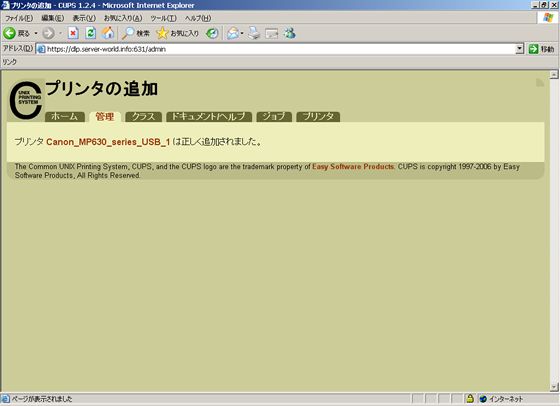 プリンタの追加 - CUPS 1.2.4 - Microsoft Internet Explorer
ファイル(F) 編集(E) 表示(V) お気に入り(A) ツール(T) ヘルプ(H)
戻る 検索 お気に入り
アドレス(D) https://dlp.server-world.info:631/admin 移動
リンク
UNIX
PRINTING
SYSTEM
プリンタの追加
ホーム 管理 クラス ドキュメント/ヘルプ ジョブ プリンタ
プリンタ Canon_MP630_series_USB_1 は正しく追加されました。
The Common UNIX Printing System, CUPS, and the CUPS logo are the trademark property of Easy Software Products. CUPS is copyright 1997-2006 by Easy
Software Products, All Rights Reserved.
ページが表示されました インターネット